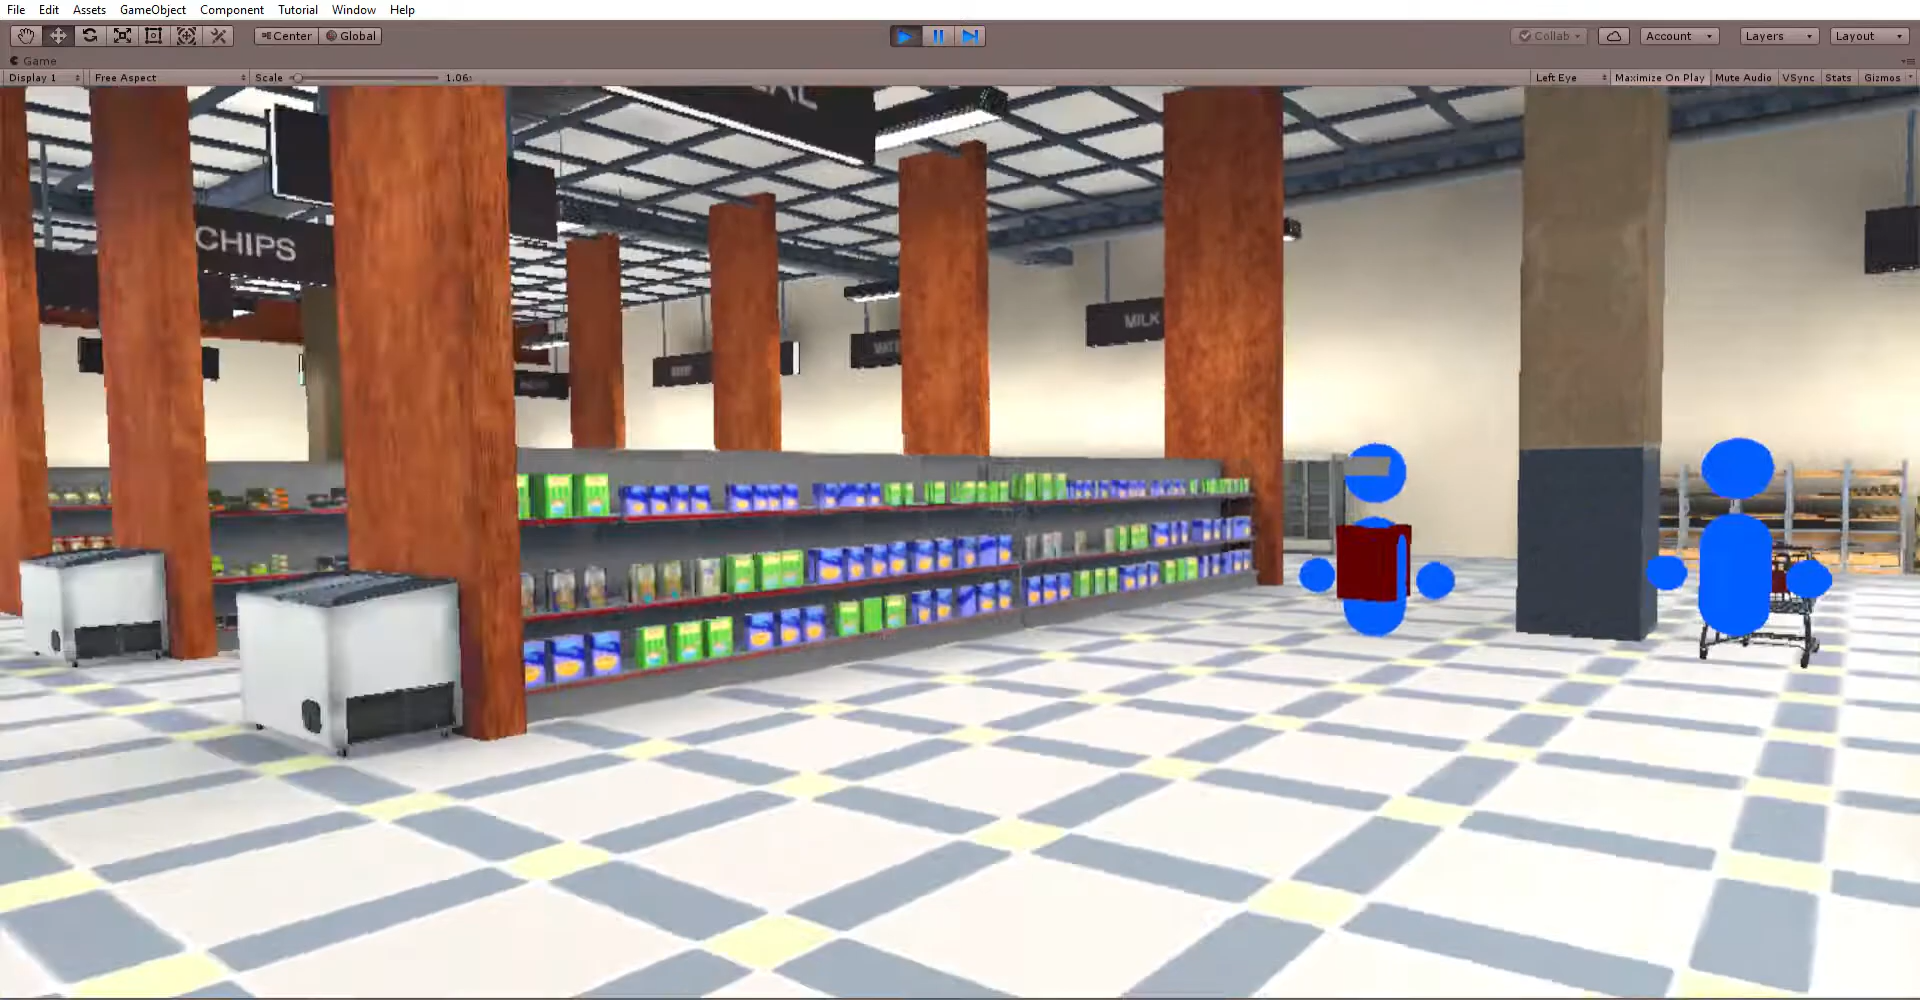 File Edit Assets GameObject Component Tutorial Window Help
Center Global
Collab Account Layers Layout
Game
Display 1 Free Aspect Scale 1.06 Left Eye Maximize On Play Mute Audio VSync Stats Gizmos
CHIPS
MILK